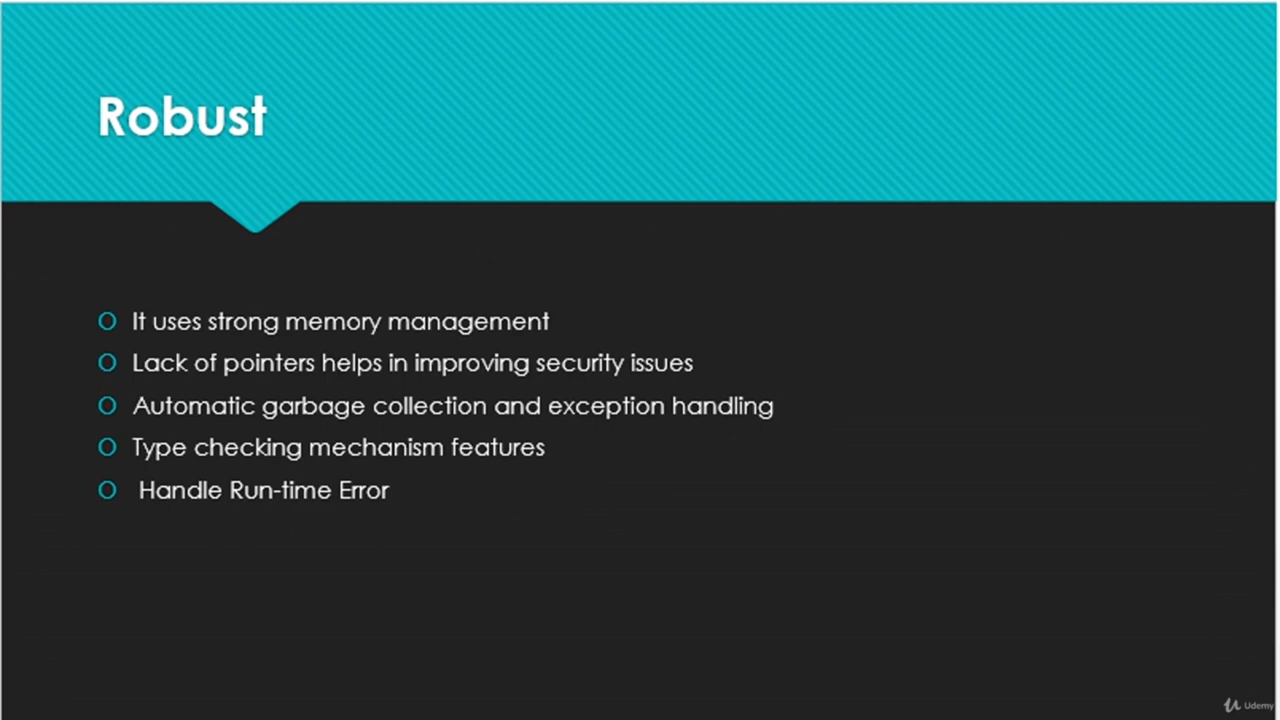 Robust
It uses strong memory management
Lack of pointers helps in improving security issues
Automatic garbage collection and exception handling
Type checking mechanism features
Handle Run-time Error
Udemy